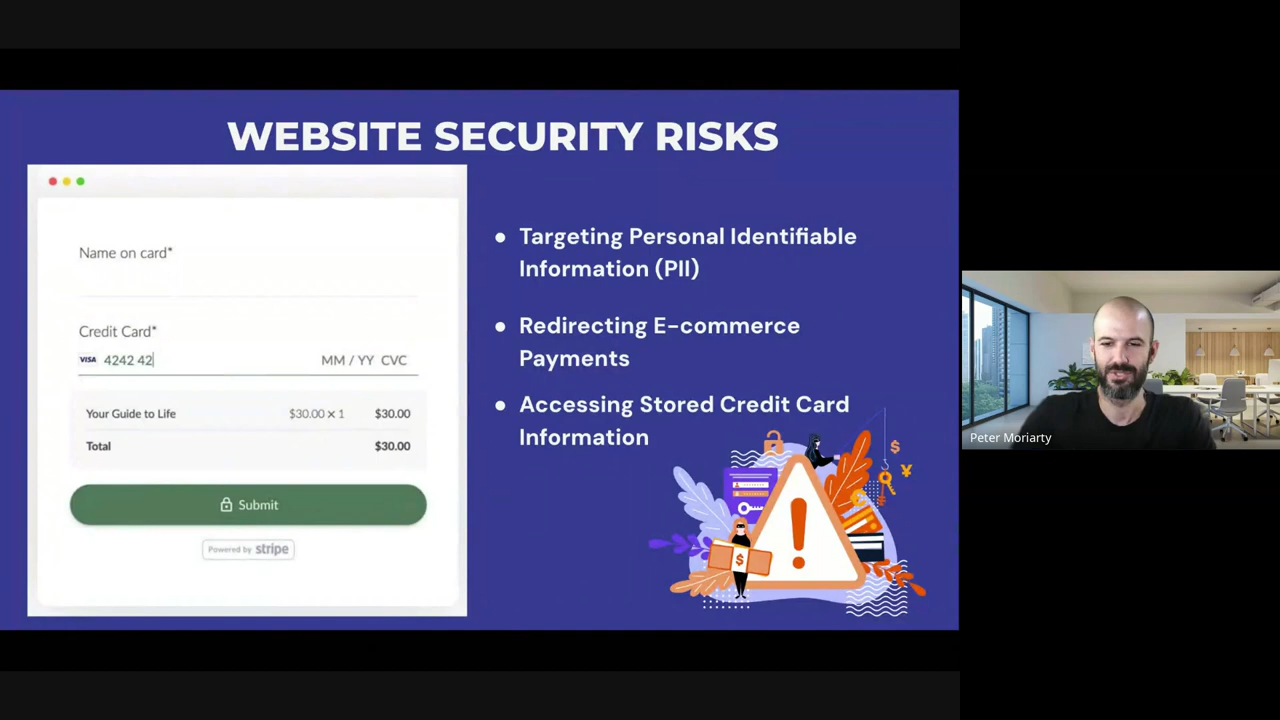 WEBSITE SECURITY RISKS
Name on card*
Credit Card*
VISA 4242 42 MM / YY CVC
Your Guide to Life $30.00 × 1 $30.00
Total $30.00
Submit
Powered by stripe
● Targeting Personal Identifiable
Information (PII)
● Redirecting E-commerce
Payments
● Accessing Stored Credit Card
Information
Peter Moriarty